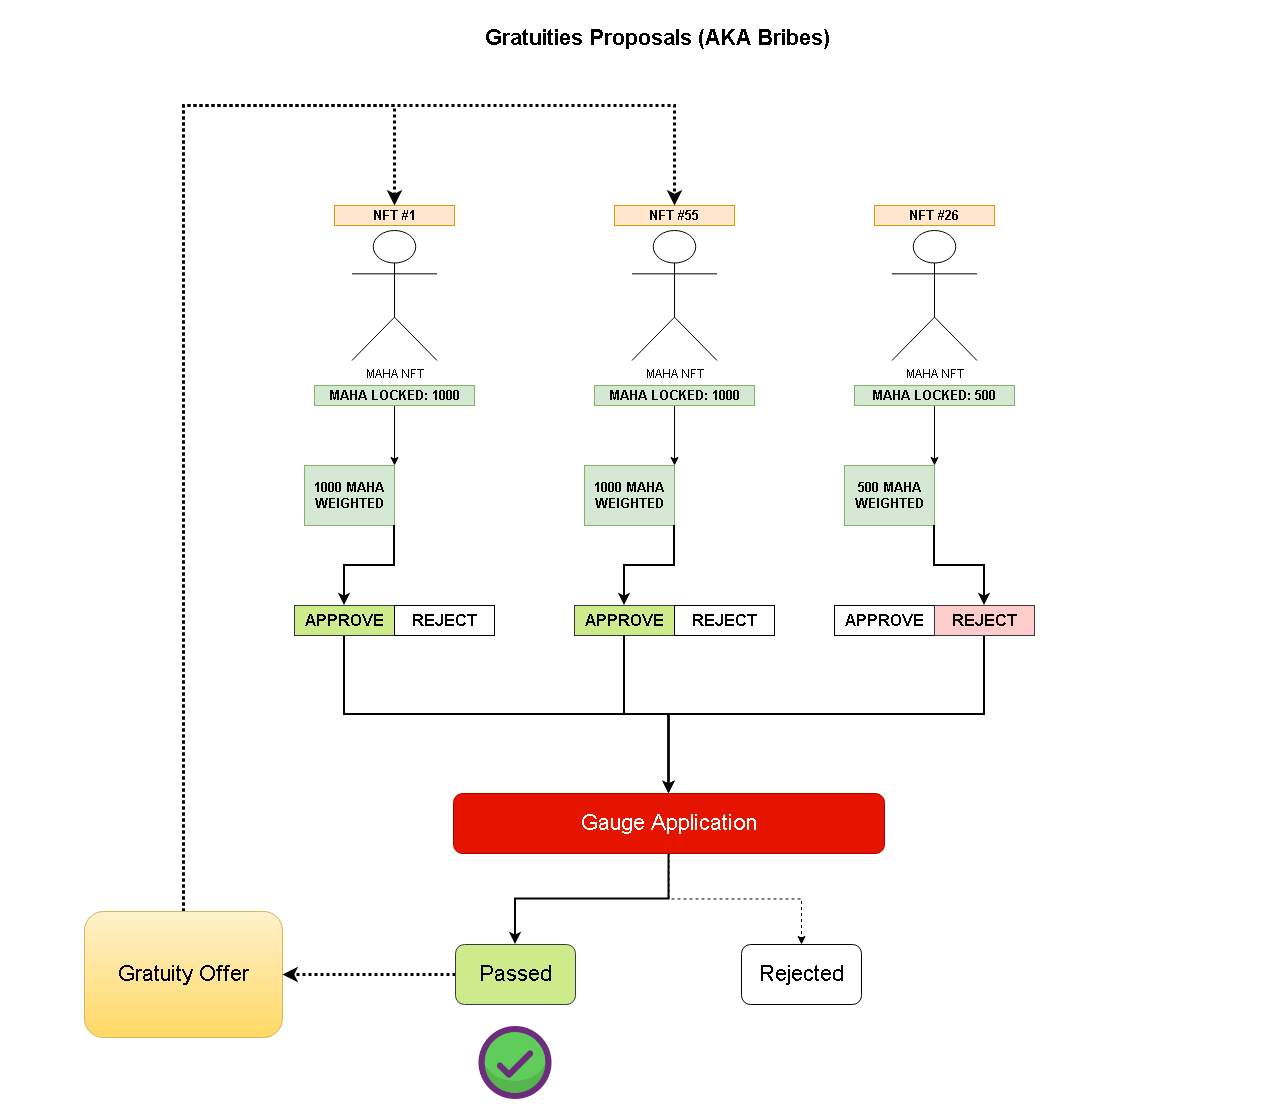 Gratuities Proposals (AKA Bribes)
NFT #1
NFT #55
NFT #26
MAHA NFT
MAHA NFT
MAHA NFT
MAHA LOCKED: 1000
MAHA LOCKED: 1000
MAHA LOCKED: 500
1000 MAHA
WEIGHTED
1000 MAHA
WEIGHTED
500 MAHA
WEIGHTED
APPROVE
REJECT
APPROVE
REJECT
APPROVE
REJECT
Gauge Application
Gratuity Offer
Passed
Rejected